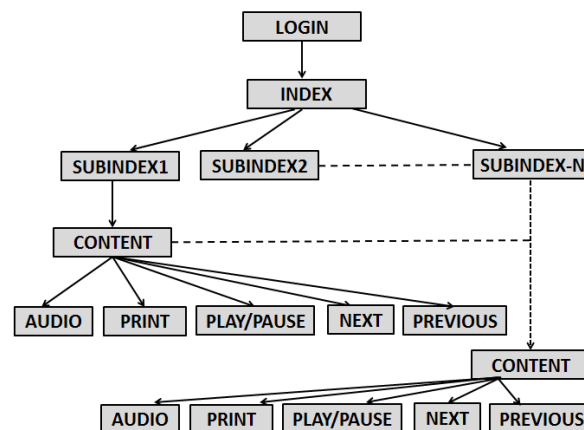 LOGIN
INDEX
SUBINDEX1 SUBINDEX2 SUBINDEX-N
CONTENT
AUDIO PRINT PLAY/PAUSE NEXT PREVIOUS
CONTENT
AUDIO PRINT PLAY/PAUSE NEXT PREVIOUS